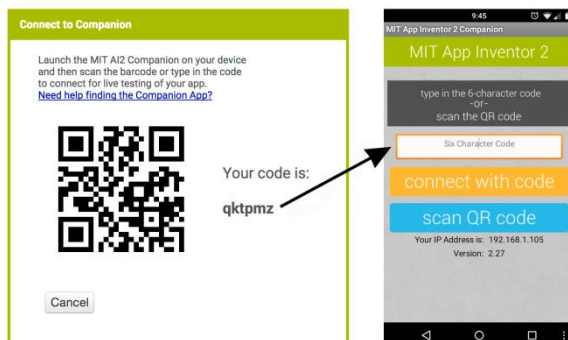 Connect to Companion
Launch the MIT AI2 Companion on your device
and then scan the barcode or type in the code
to connect for live testing of your app.
Need help finding the Companion App?
Your code is:
qktpmz
Cancel
9:45
MIT App Inventor 2 Companion
MIT App Inventor 2
type in the 6-character code
-or-
scan the QR code
Six Character Code
connect with code
scan QR code
Your IP Address is: 192.168.1.105
Version: 2.27